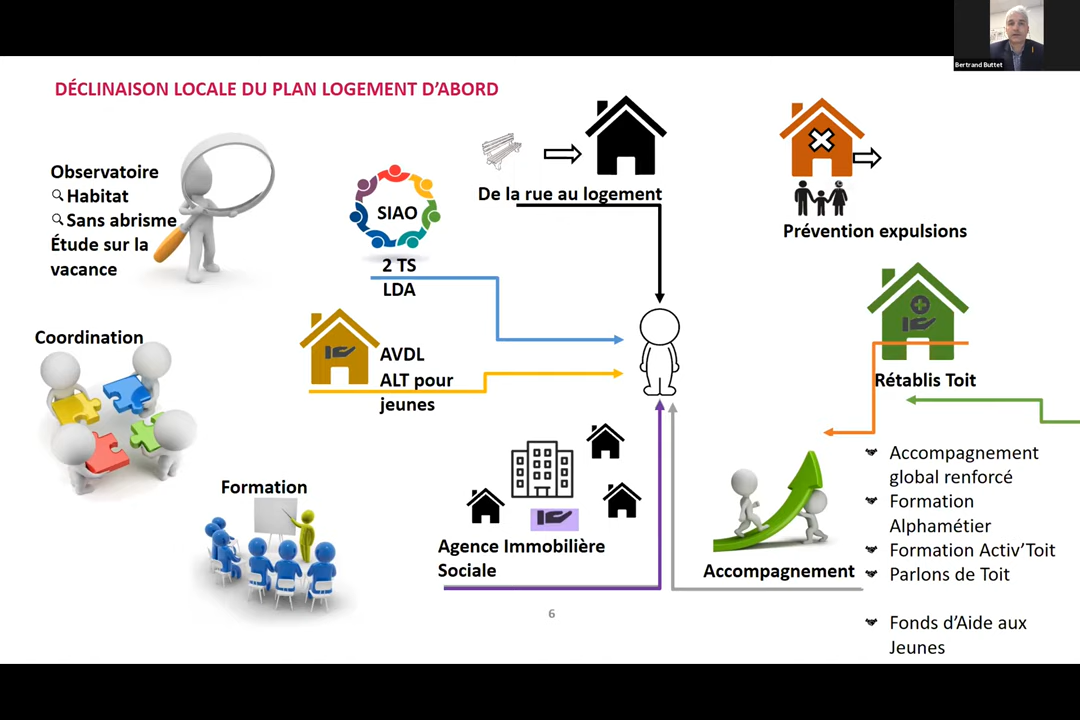 Bertrand Buttet
DÉCLINAISON LOCALE DU PLAN LOGEMENT D'ABORD
Observatoire
Habitat
Sans abrisme
Étude sur la
vacance
SIAO
2 TS
LDA
De la rue au logement
Prévention expulsions
Coordination
AVDL
ALT pour
jeunes
Rétablis Toit
Formation
Agence Immobilière
Sociale
Accompagnement
Accompagnement
global renforcé
Formation
Alphamétier
Formation Activ'Toit
Parlons de Toit
Fonds d'Aide aux
Jeunes
6